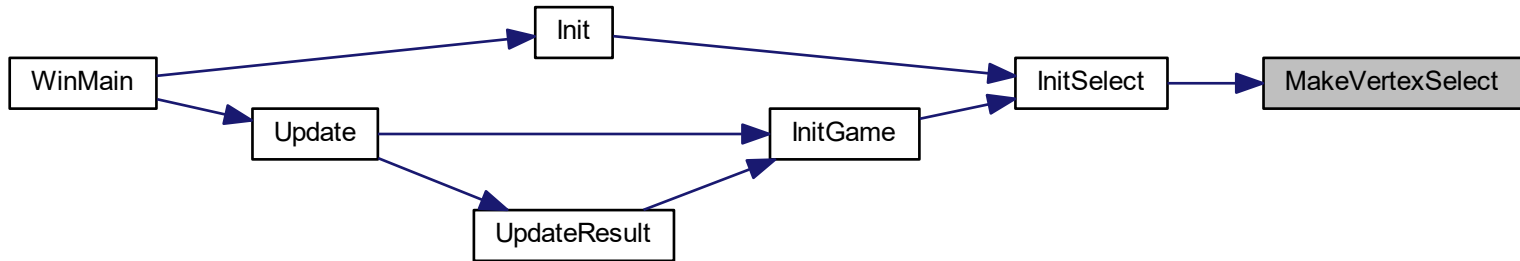 WinMain
Init
Update
UpdateResult
InitGame
InitSelect
MakeVertexSelect